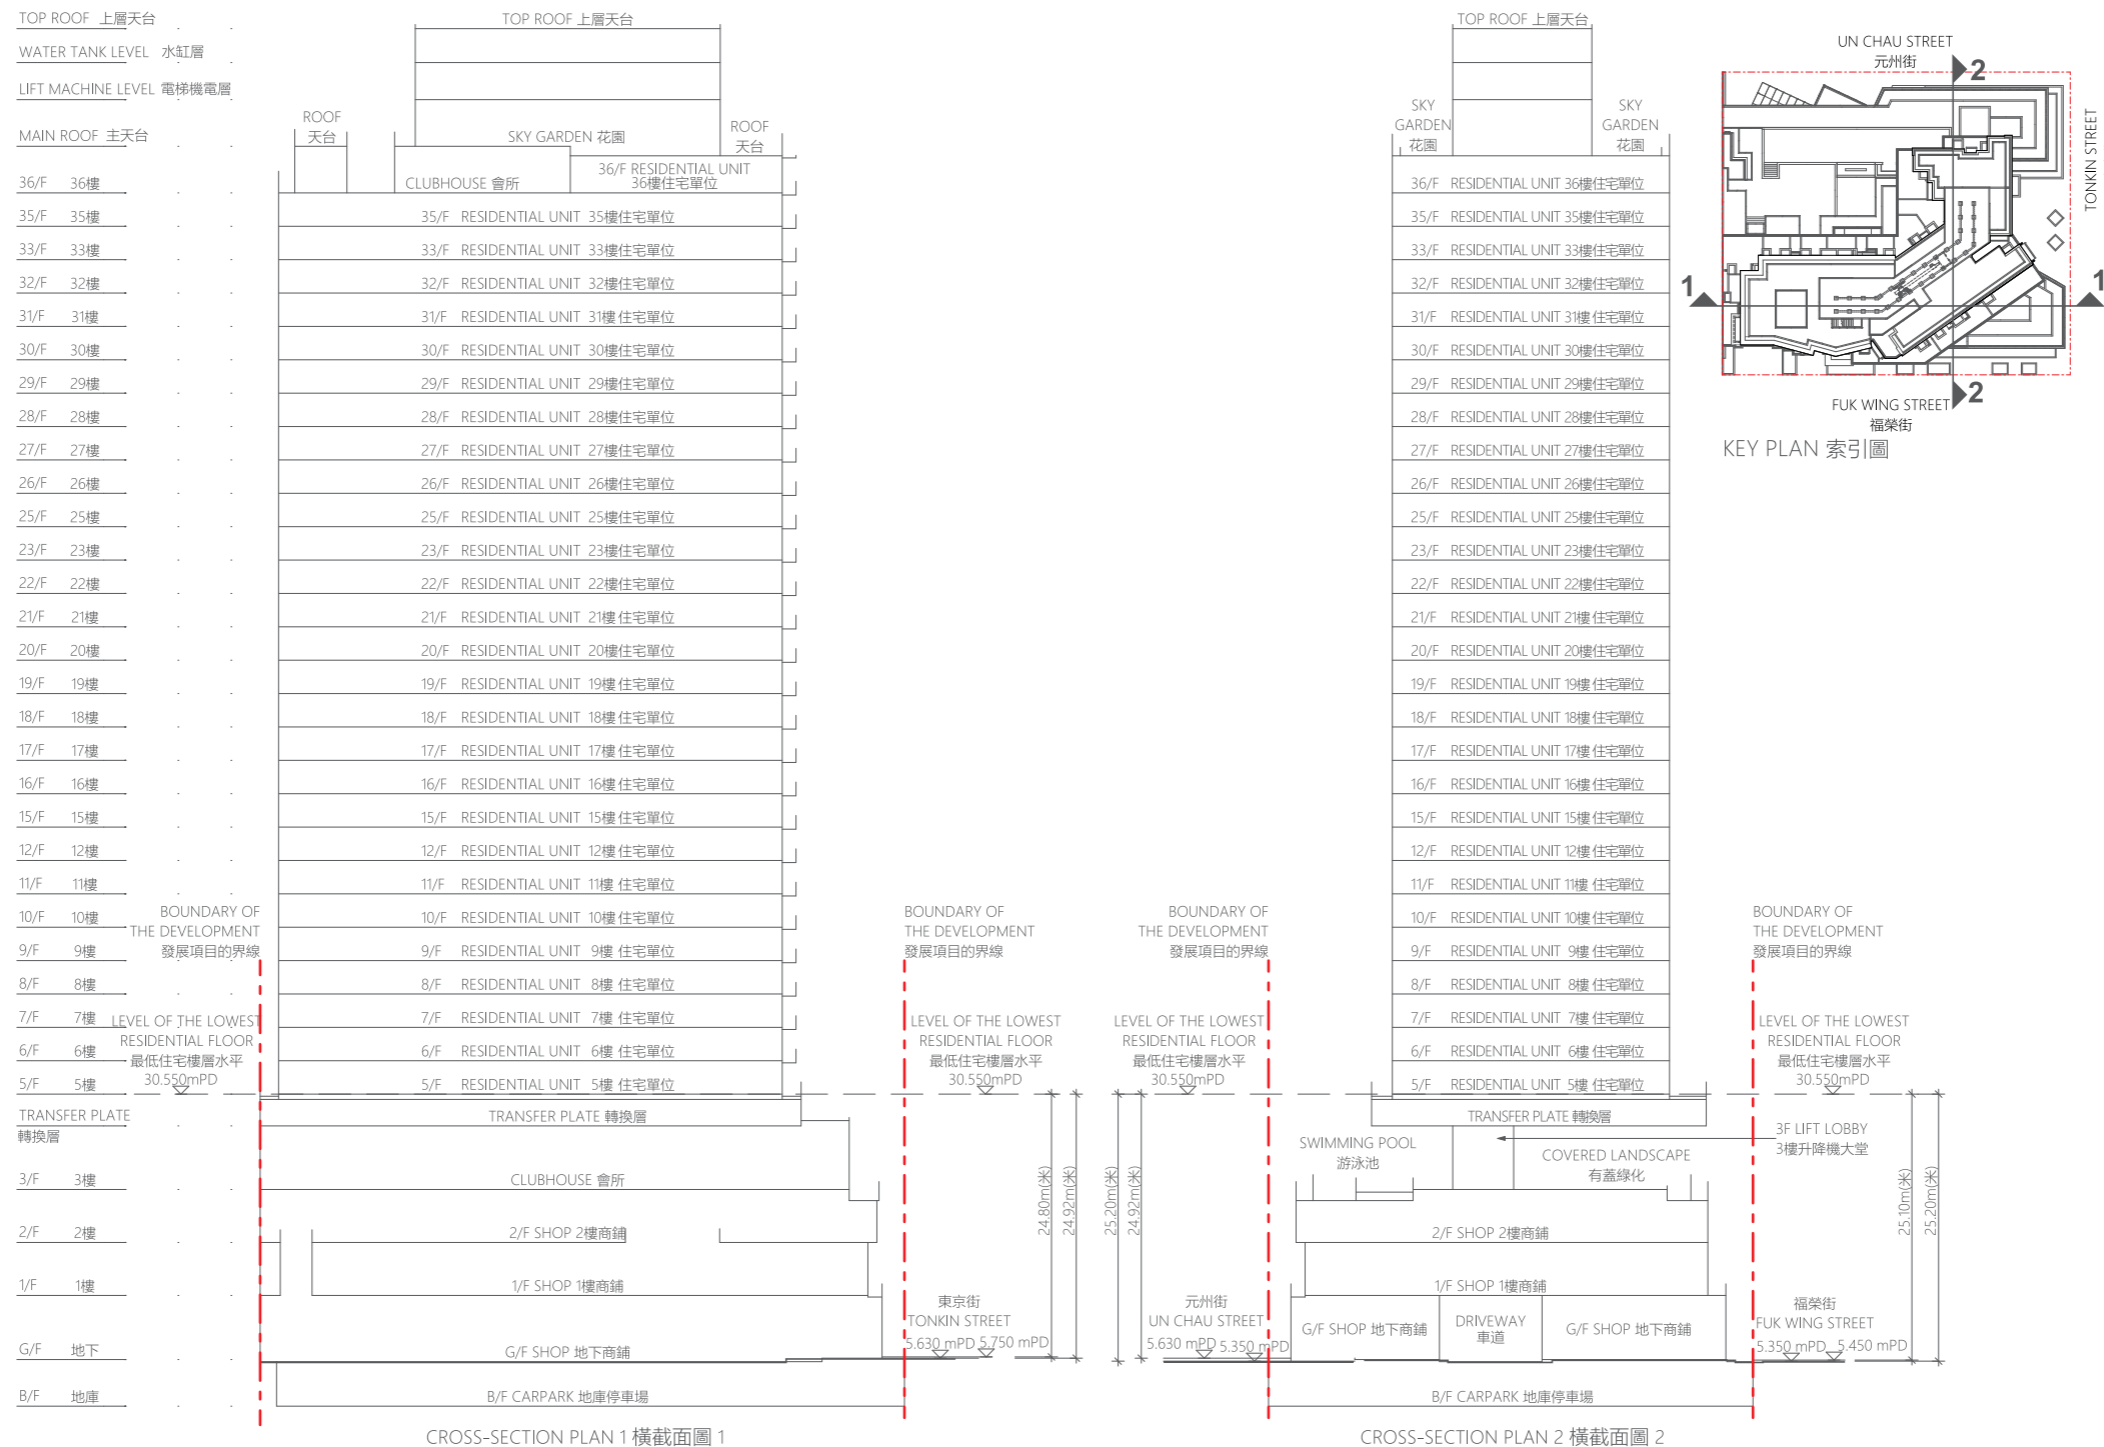 TOP ROOF 上層天台
WATER TANK LEVEL 水缸層
LIFT MACHINE LEVEL 電梯機電層
MAIN ROOF 主天台
36/F 36樓
35/F 35樓
33/F 33樓
32/F 32樓
31/F 31樓
30/F 30樓
29/F 29樓
28/F 28樓
27/F 27樓
26/F 26樓
25/F 25樓
23/F 23樓
22/F 22樓
21/F 21樓
20/F 20樓
19/F 19樓
18/F 18樓
17/F 17樓
16/F 16樓
15/F 15樓
12/F 12樓
11/F 11樓
10/F 10樓
9/F 9樓
8/F 8樓
7/F 7樓
6/F 6樓
5/F 5樓
TRANSFER PLATE
轉換層
3/F 3樓
2/F 2樓
1/F 1樓
G/F 地下
B/F 地庫
BOUNDARY OF
THE DEVELOPMENT
發展項目的界線
LEVEL OF THE LOWEST
RESIDENTIAL FLOOR
最低住宅樓層水平
30.550mPD
TOP ROOF 上層天台
ROOF
天台
SKY GARDEN 花園
ROOF
天台
CLUBHOUSE 會所
36/F RESIDENTIAL UNIT
36樓住宅單位
35/F RESIDENTIAL UNIT 35樓住宅單位
33/F RESIDENTIAL UNIT 33樓住宅單位
32/F RESIDENTIAL UNIT 32樓住宅單位
31/F RESIDENTIAL UNIT 31樓住宅單位
30/F RESIDENTIAL UNIT 30樓住宅單位
29/F RESIDENTIAL UNIT 29樓住宅單位
28/F RESIDENTIAL UNIT 28樓住宅單位
27/F RESIDENTIAL UNIT 27樓住宅單位
26/F RESIDENTIAL UNIT 26樓住宅單位
25/F RESIDENTIAL UNIT 25樓住宅單位
23/F RESIDENTIAL UNIT 23樓住宅單位
22/F RESIDENTIAL UNIT 22樓住宅單位
21/F RESIDENTIAL UNIT 21樓住宅單位
20/F RESIDENTIAL UNIT 20樓住宅單位
19/F RESIDENTIAL UNIT 19樓住宅單位
18/F RESIDENTIAL UNIT 18樓住宅單位
17/F RESIDENTIAL UNIT 17樓住宅單位
16/F RESIDENTIAL UNIT 16樓住宅單位
15/F RESIDENTIAL UNIT 15樓住宅單位
12/F RESIDENTIAL UNIT 12樓住宅單位
11/F RESIDENTIAL UNIT 11樓 住宅單位
10/F RESIDENTIAL UNIT 10樓住宅單位
9/F RESIDENTIAL UNIT 9樓 住宅單位
8/F RESIDENTIAL UNIT 8樓 住宅單位
7/F RESIDENTIAL UNIT 7樓 住宅單位
6/F RESIDENTIAL UNIT 6樓 住宅單位
5/F RESIDENTIAL UNIT 5樓 住宅單位
TRANSFER PLATE 轉換層
CLUBHOUSE 會所
2/F SHOP 2樓商鋪
1/F SHOP 1樓商鋪
G/F SHOP 地下商鋪
B/F CARPARK 地庫停車場
BOUNDARY OF
THE DEVELOPMENT
發展項目的界線
LEVEL OF THE LOWEST
RESIDENTIAL FLOOR
最低住宅樓層水平
30.550mPD
24.80m(米)
24.92m(米)
東京街
TONKIN STREET
5.630 mPD 5.750 mPD
CROSS-SECTION PLAN 1 橫截面圖 1
BOUNDARY OF
THE DEVELOPMENT
發展項目的界線
LEVEL OF THE LOWEST
RESIDENTIAL FLOOR
最低住宅樓層水平
30.550mPD
25.20m(米)
24.92m(米)
元州街
UN CHAU STREET
5.630 mPD 5.350 mPD
TOP ROOF 上層天台
SKY
GARDEN
花園
SKY
GARDEN
花園
36/F RESIDENTIAL UNIT 36樓住宅單位
35/F RESIDENTIAL UNIT 35樓住宅單位
33/F RESIDENTIAL UNIT 33樓住宅單位
32/F RESIDENTIAL UNIT 32樓住宅單位
31/F RESIDENTIAL UNIT 31樓住宅單位
30/F RESIDENTIAL UNIT 30樓住宅單位
29/F RESIDENTIAL UNIT 29樓住宅單位
28/F RESIDENTIAL UNIT 28樓住宅單位
27/F RESIDENTIAL UNIT 27樓住宅單位
26/F RESIDENTIAL UNIT 26樓住宅單位
25/F RESIDENTIAL UNIT 25樓住宅單位
23/F RESIDENTIAL UNIT 23樓住宅單位
22/F RESIDENTIAL UNIT 22樓住宅單位
21/F RESIDENTIAL UNIT 21樓住宅單位
20/F RESIDENTIAL UNIT 20樓住宅單位
19/F RESIDENTIAL UNIT 19樓住宅單位
18/F RESIDENTIAL UNIT 18樓住宅單位
17/F RESIDENTIAL UNIT 17樓住宅單位
16/F RESIDENTIAL UNIT 16樓住宅單位
15/F RESIDENTIAL UNIT 15樓住宅單位
12/F RESIDENTIAL UNIT 12樓住宅單位
11/F RESIDENTIAL UNIT 11樓 住宅單位
10/F RESIDENTIAL UNIT 10樓住宅單位
9/F RESIDENTIAL UNIT 9樓 住宅單位
8/F RESIDENTIAL UNIT 8樓 住宅單位
7/F RESIDENTIAL UNIT 7樓 住宅單位
6/F RESIDENTIAL UNIT 6樓 住宅單位
5/F RESIDENTIAL UNIT 5樓 住宅單位
TRANSFER PLATE 轉換層
SWIMMING POOL
游泳池
COVERED LANDSCAPE
有蓋綠化
3F LIFT LOBBY
3樓升降機大堂
2/F SHOP 2樓商鋪
1/F SHOP 1樓商鋪
G/F SHOP 地下商鋪
DRIVEWAY
車道
G/F SHOP 地下商鋪
B/F CARPARK 地庫停車場
BOUNDARY OF
THE DEVELOPMENT
發展項目的界線
LEVEL OF THE LOWEST
RESIDENTIAL FLOOR
最低住宅樓層水平
30.550mPD
25.10m(米)
25.20m(米)
福榮街
FUK WING STREET
5.350 mPD 5.450 mPD
CROSS-SECTION PLAN 2 橫截面圖 2
UN CHAU STREET
元州街
2
TONKIN STREET
1
1
2
FUK WING STREET
福榮街
KEY PLAN 索引圖